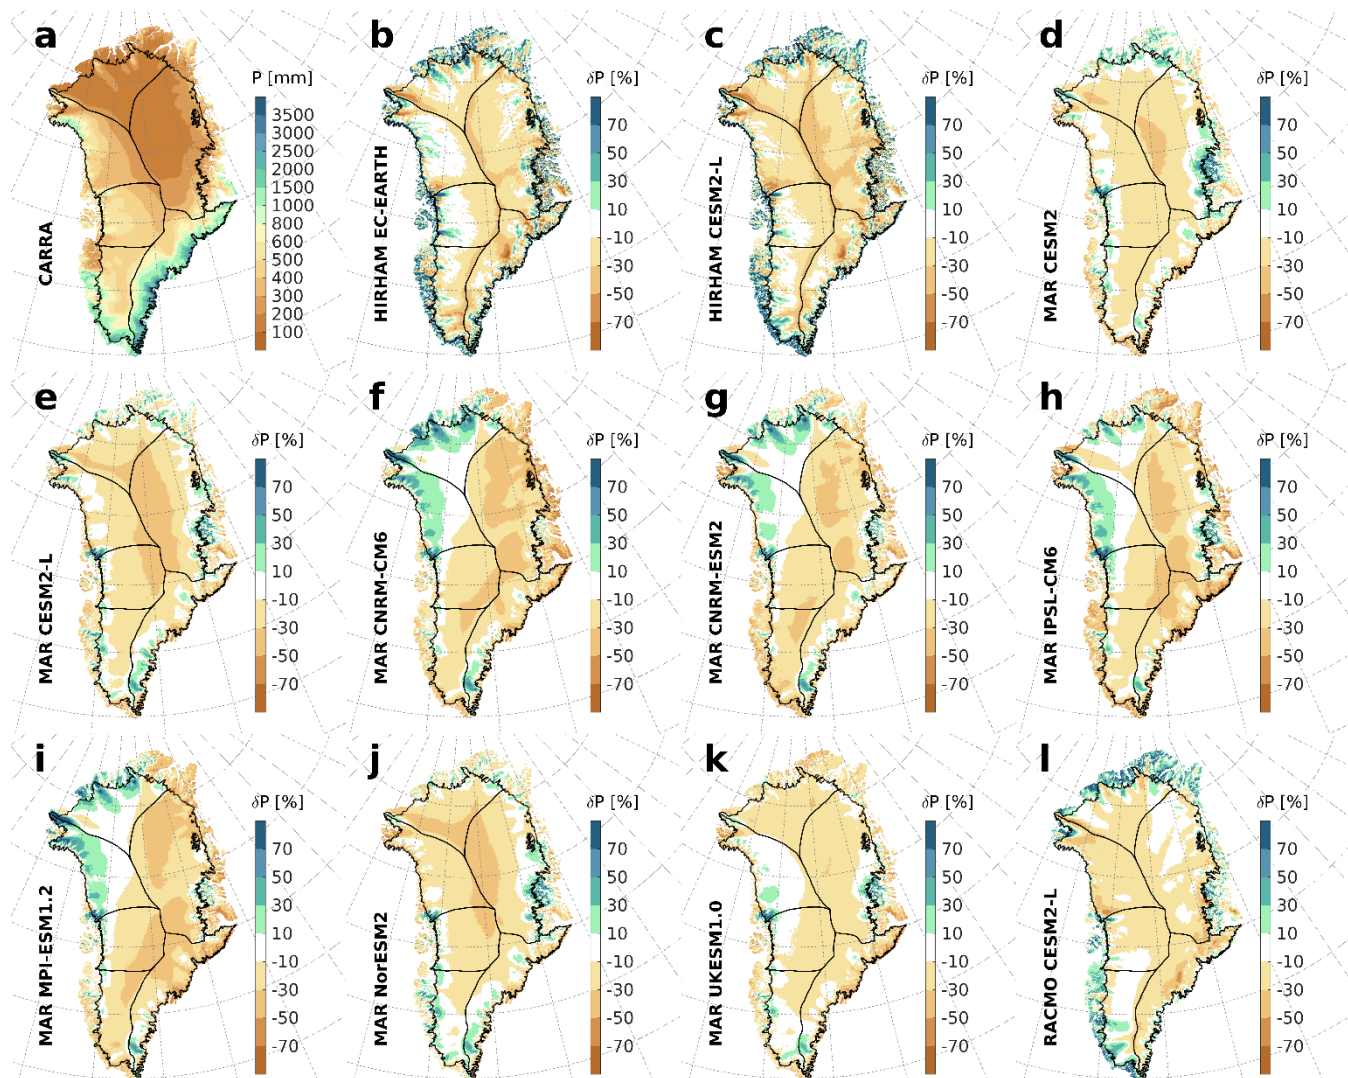 a
P [mm]
3500
3000
2500
2000
1500
1000
800
600
500
400
300
200
100
CARRA
b
δP [%]
70
50
30
10
-10
-30
-50
-70
HIRHAM EC-EARTH
c
δP [%]
70
50
30
10
-10
-30
-50
-70
HIRHAM CESM2-L
d
δP [%]
70
50
30
10
-10
-30
-50
-70
MAR CESM2
e
δP [%]
70
50
30
10
-10
-30
-50
-70
MAR CESM2-L
f
δP [%]
70
50
30
10
-10
-30
-50
-70
MAR CNRM-CM6
g
δP [%]
70
50
30
10
-10
-30
-50
-70
MAR CNRM-ESM2
h
δP [%]
70
50
30
10
-10
-30
-50
-70
MAR IPSL-CM6
i
δP [%]
70
50
30
10
-10
-30
-50
-70
MAR MPI-ESM1.2
j
δP [%]
70
50
30
10
-10
-30
-50
-70
MAR NorESM2
k
δP [%]
70
50
30
10
-10
-30
-50
-70
MAR UKESM1.0
l
δP [%]
70
50
30
10
-10
-30
-50
-70
RACMO CESM2-L